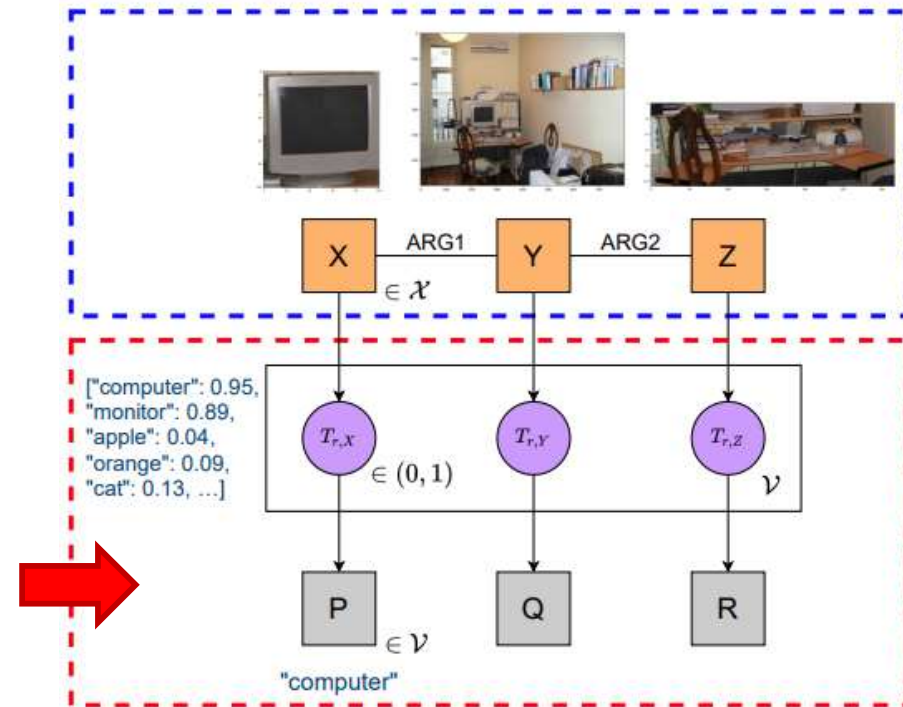 X ARG1 Y ARG2 Z
∈ 𝒳
["computer": 0.95,
"monitor": 0.89,
"apple": 0.04,
"orange": 0.09,
"cat": 0.13, …]
T_{r,X} T_{r,Y} T_{r,Z}
∈ (0, 1)
𝒱
P Q R
∈ 𝒱
"computer"